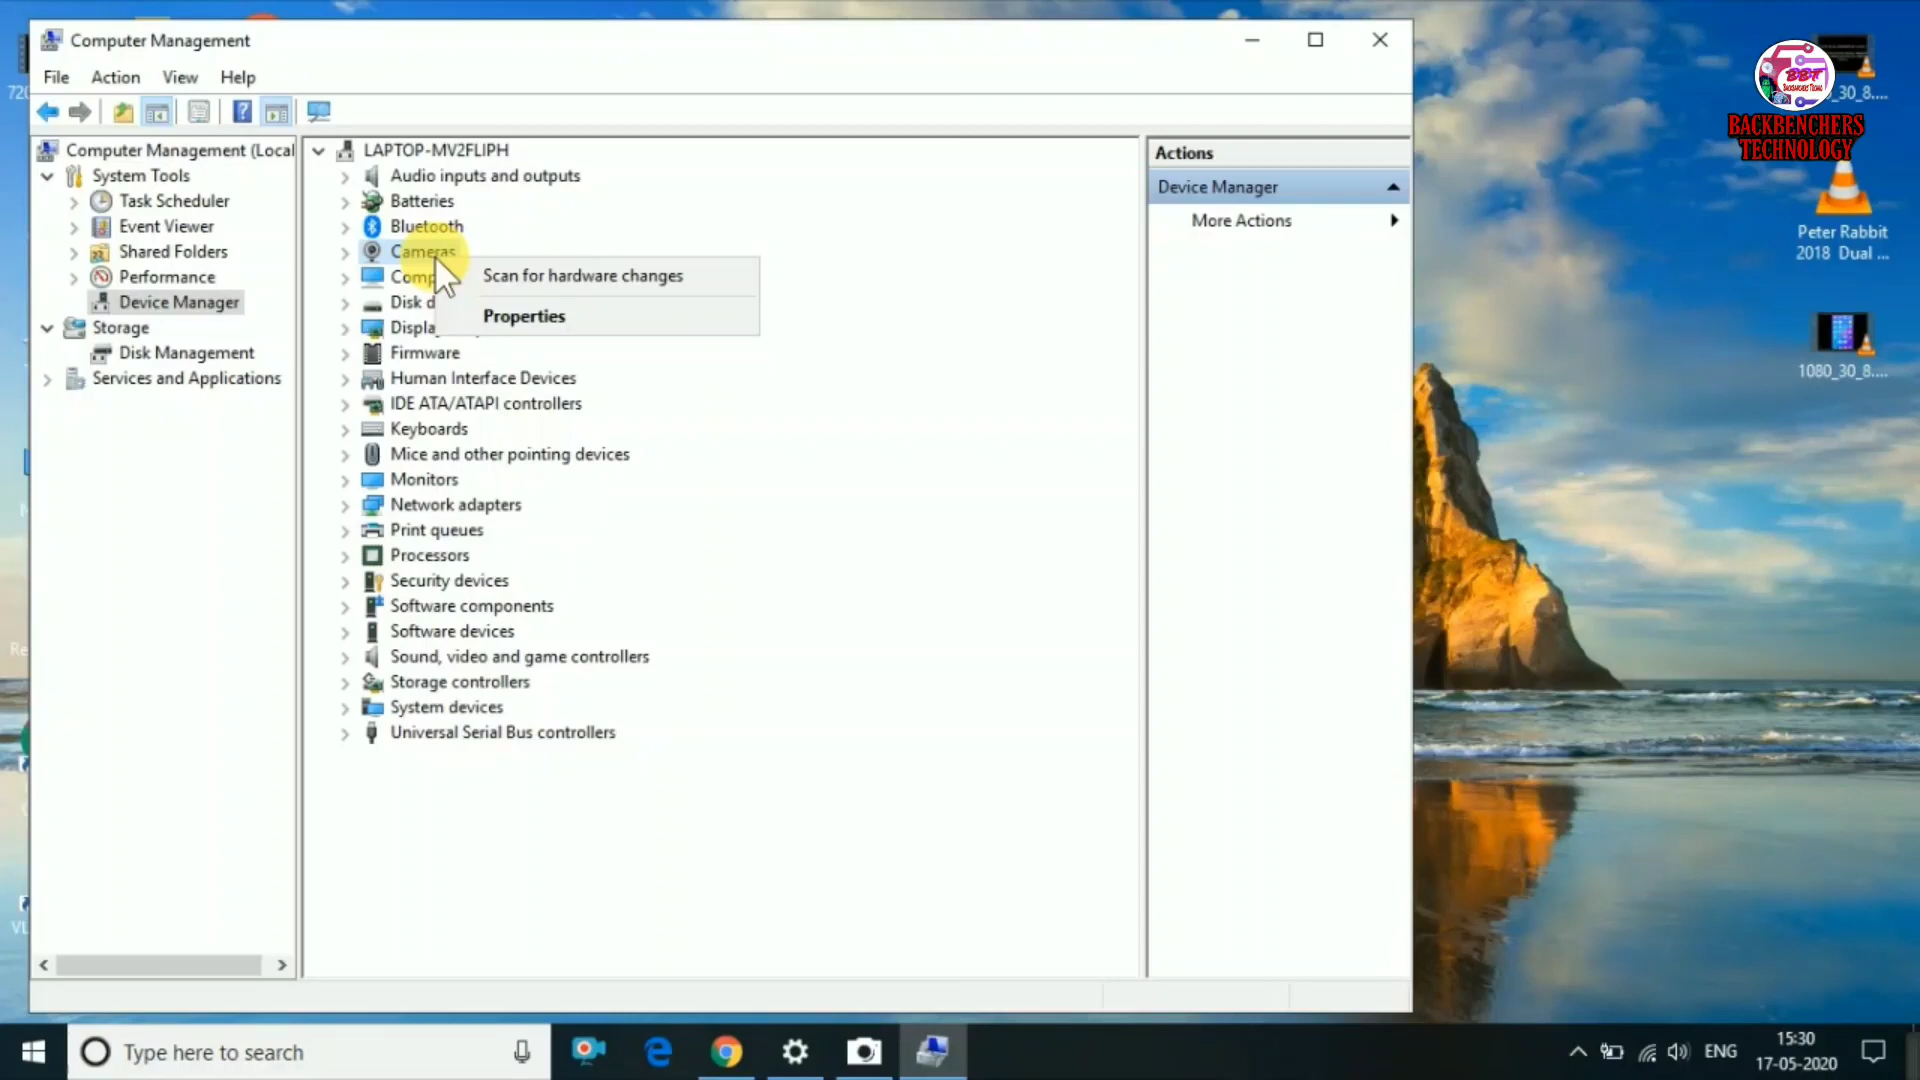 Computer Management
File Action View Help
Computer Management (Local
System Tools
Task Scheduler
Event Viewer
Shared Folders
Performance
Device Manager
Storage
Disk Management
Services and Applications
LAPTOP-MV2FLIPH
Audio inputs and outputs
Batteries
Bluetooth
Cameras
Comp
Disk d
Displa
Firmware
Human Interface Devices
IDE ATA/ATAPI controllers
Keyboards
Mice and other pointing devices
Monitors
Network adapters
Print queues
Processors
Security devices
Software components
Software devices
Sound, video and game controllers
Storage controllers
System devices
Universal Serial Bus controllers
Scan for hardware changes
Properties
Actions
Device Manager
More Actions
BBT
BACKBENCHERS
TECHNOLOGY
_30_8....
Peter Rabbit
2018 Dual ...
1080_30_8....
720
Re
VL
Type here to search
ENG
15:30
17-05-2020